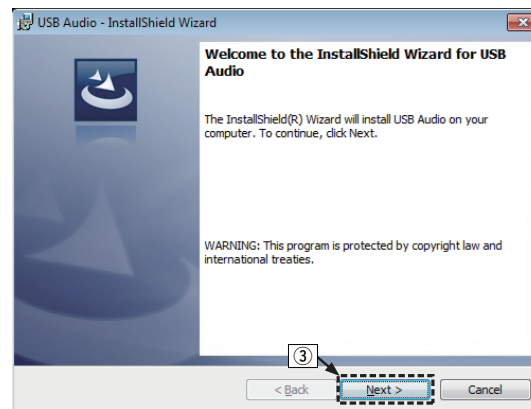 USB Audio - InstallShield Wizard
Welcome to the InstallShield Wizard for USB
Audio
The InstallShield(R) Wizard will install USB Audio on your
computer. To continue, click Next.
WARNING: This program is protected by copyright law and
international treaties.
③
< Back
Next >
Cancel